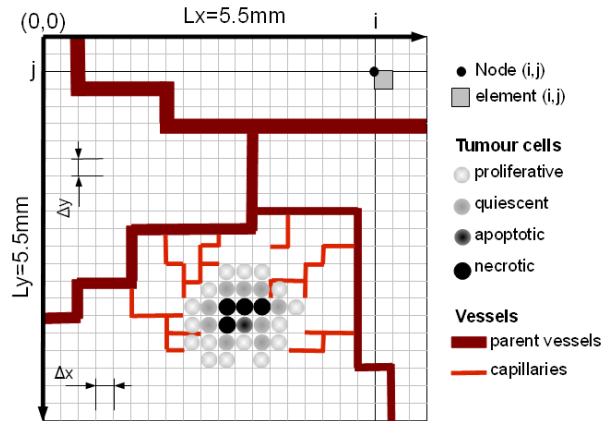 (0,0)
Lx=5.5mm
i
j
Δy
Ly=5.5mm
Δx
Node (i,j)
element (i,j)
Tumour cells
proliferative
quiescent
apoptotic
necrotic
Vessels
parent vessels
capillaries